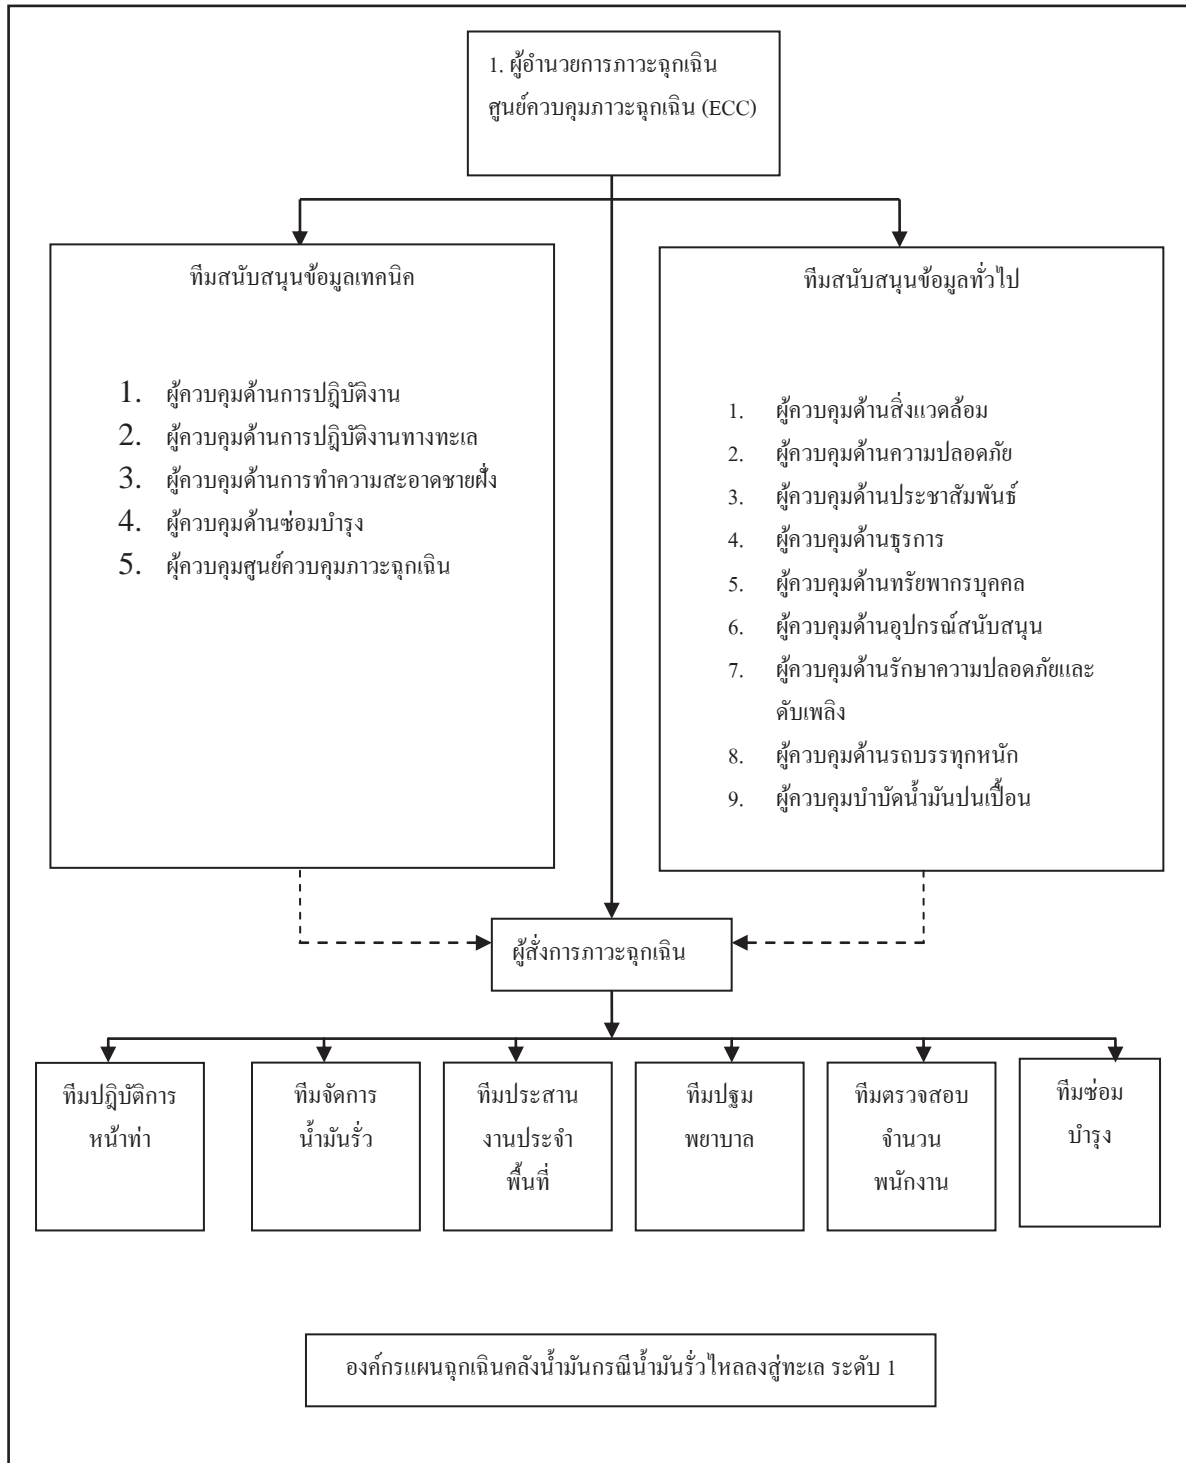 1. ผู้อำนวยการภาวะฉุกเฉิน
ศูนย์ควบคุมภาวะฉุกเฉิน (ECC)
ทีมสนับสนุนข้อมูลเทคนิค
1. ผู้ควบคุมด้านการปฎิบัติงาน
2. ผู้ควบคุมด้านการปฎิบัติงานทางทะเล
3. ผู้ควบคุมด้านการทำความสะอาดชายฝั่ง
4. ผู้ควบคุมด้านซ่อมบำรุง
5. ผุ้ควบคุมศูนย์ควบคุมภาวะฉุกเฉิน
ทีมสนับสนุนข้อมูลทั่วไป
1. ผู้ควบคุมด้านสิ่งแวดล้อม
2. ผู้ควบคุมด้านความปลอดภัย
3. ผู้ควบคุมด้านประชาสัมพันธ์
4. ผู้ควบคุมด้านธุรการ
5. ผู้ควบคุมด้านทรัยพากรบุคคล
6. ผู้ควบคุมด้านอุปกรณ์สนับสนุน
7. ผู้ควบคุมด้านรักษาความปลอดภัยและ
ดับเพลิง
8. ผู้ควบคุมด้านรถบรรทุกหนัก
9. ผู้ควบคุมบำบัดน้ำมันปนเปื้อน
ผู้สั่งการภาวะฉุกเฉิน
ทีมปฎิบัติการ
หน้าท่า
ทีมจัดการ
น้ำมันรั่ว
ทีมประสาน
งานประจำ
พื้นที่
ทีมปฐม
พยาบาล
ทีมตรวจสอบ
จำนวน
พนักงาน
ทีมซ่อม
บำรุง
องค์กรแผนฉุกเฉินคลังน้ำมันกรณีน้ำมันรั่วไหลลงสู่ทะเล ระดับ 1